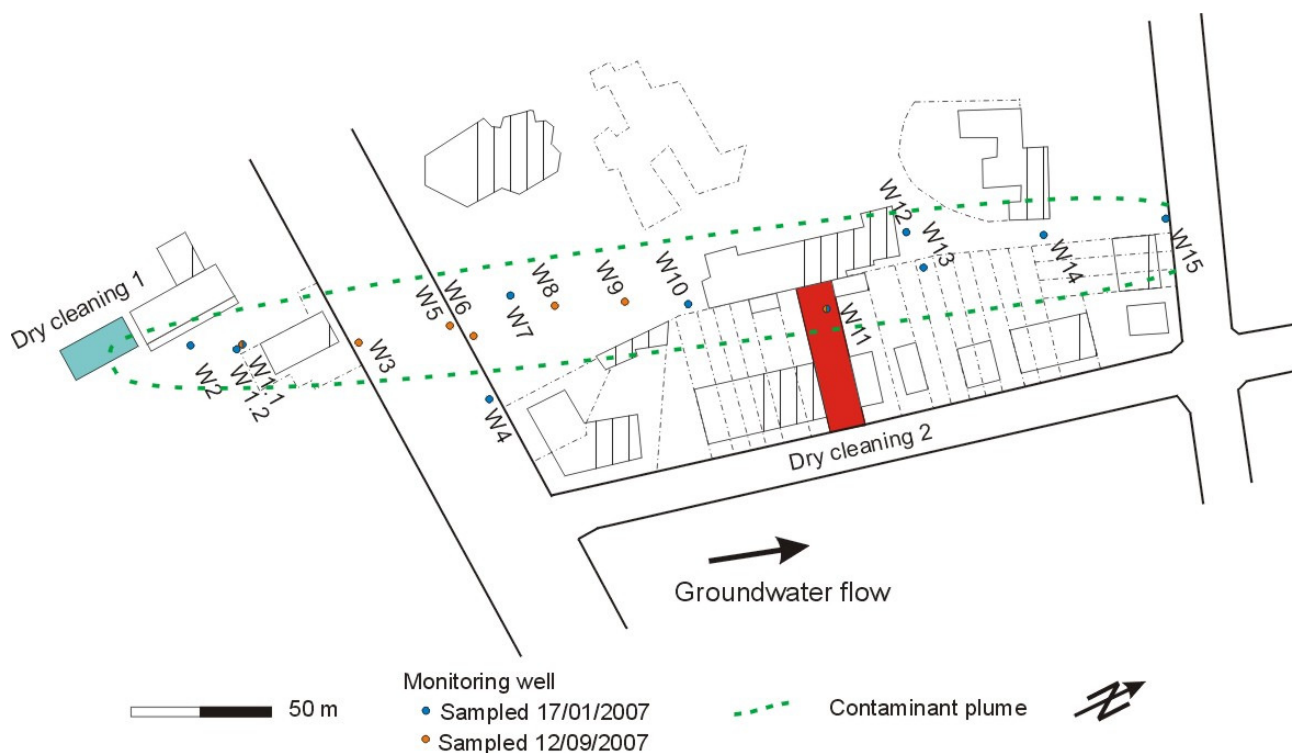 Dry cleaning 1
W2
W1.2
W1.1
W3
W5
W6
W4
W7
W8
W9
W10
W11
W12
W13
W14
W15
Dry cleaning 2
Groundwater flow
50 m
Monitoring well
Sampled 17/01/2007
Sampled 12/09/2007
Contaminant plume
N